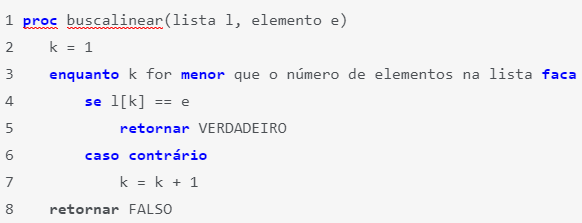 1 proc buscalinear(lista l, elemento e)
2 k = 1
3 enquanto k for menor que o número de elementos na lista faca
4 se l[k] == e
5 retornar VERDADEIRO
6 caso contrário
7 k = k + 1
8 retornar FALSO